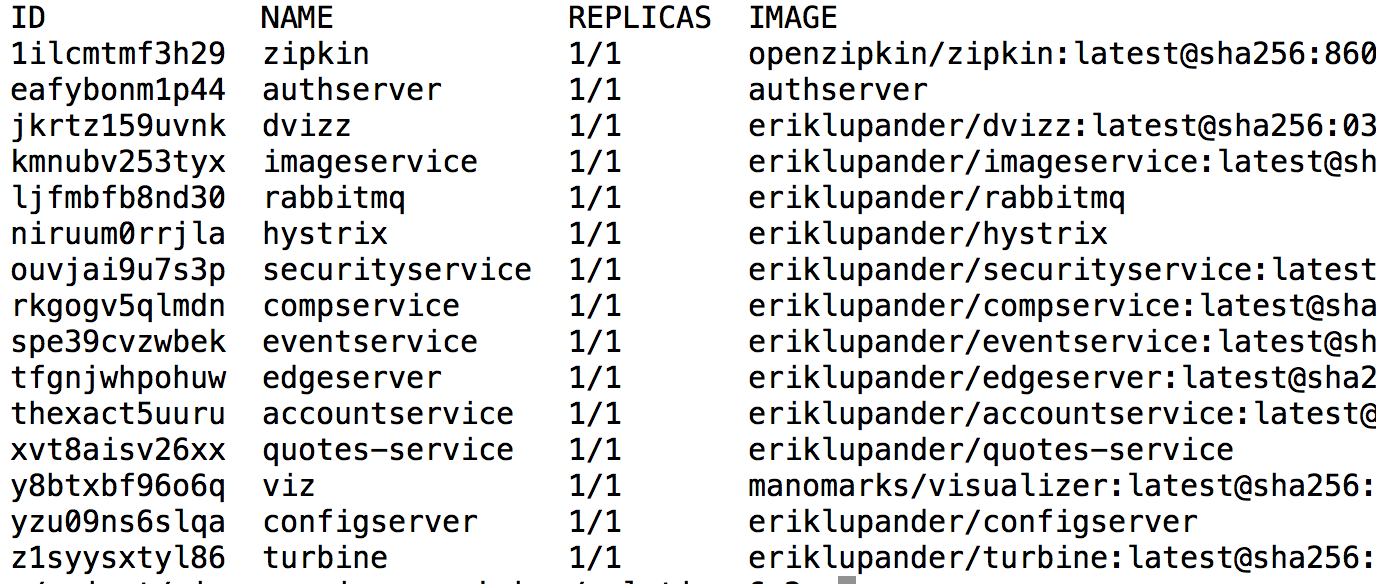 ID NAME REPLICAS IMAGE
1ilcmtmf3h29 zipkin 1/1 openzipkin/zipkin:latest@sha256:860
eafybonm1p44 authserver 1/1 authserver
jkrtz159uvnk dvizz 1/1 eriklupander/dvizz:latest@sha256:03
kmnubv253tyx imageservice 1/1 eriklupander/imageservice:latest@sh
ljfmbfb8nd30 rabbitmq 1/1 eriklupander/rabbitmq
niruum0rrjla hystrix 1/1 eriklupander/hystrix
ouvjai9u7s3p securityservice 1/1 eriklupander/securityservice:latest
rkgogv5qlmdn compservice 1/1 eriklupander/compservice:latest@sha
spe39cvzwbek eventservice 1/1 eriklupander/eventservice:latest@sh
tfgnjwhpohuw edgeserver 1/1 eriklupander/edgeserver:latest@sha2
thexact5uuru accountservice 1/1 eriklupander/accountservice:latest@
xvt8aisv26xx quotes-service 1/1 eriklupander/quotes-service
y8btxbf96o6q viz 1/1 manomarks/visualizer:latest@sha256:
yzu09ns6slqa configserver 1/1 eriklupander/configserver
z1syysxtyl86 turbine 1/1 eriklupander/turbine:latest@sha256: